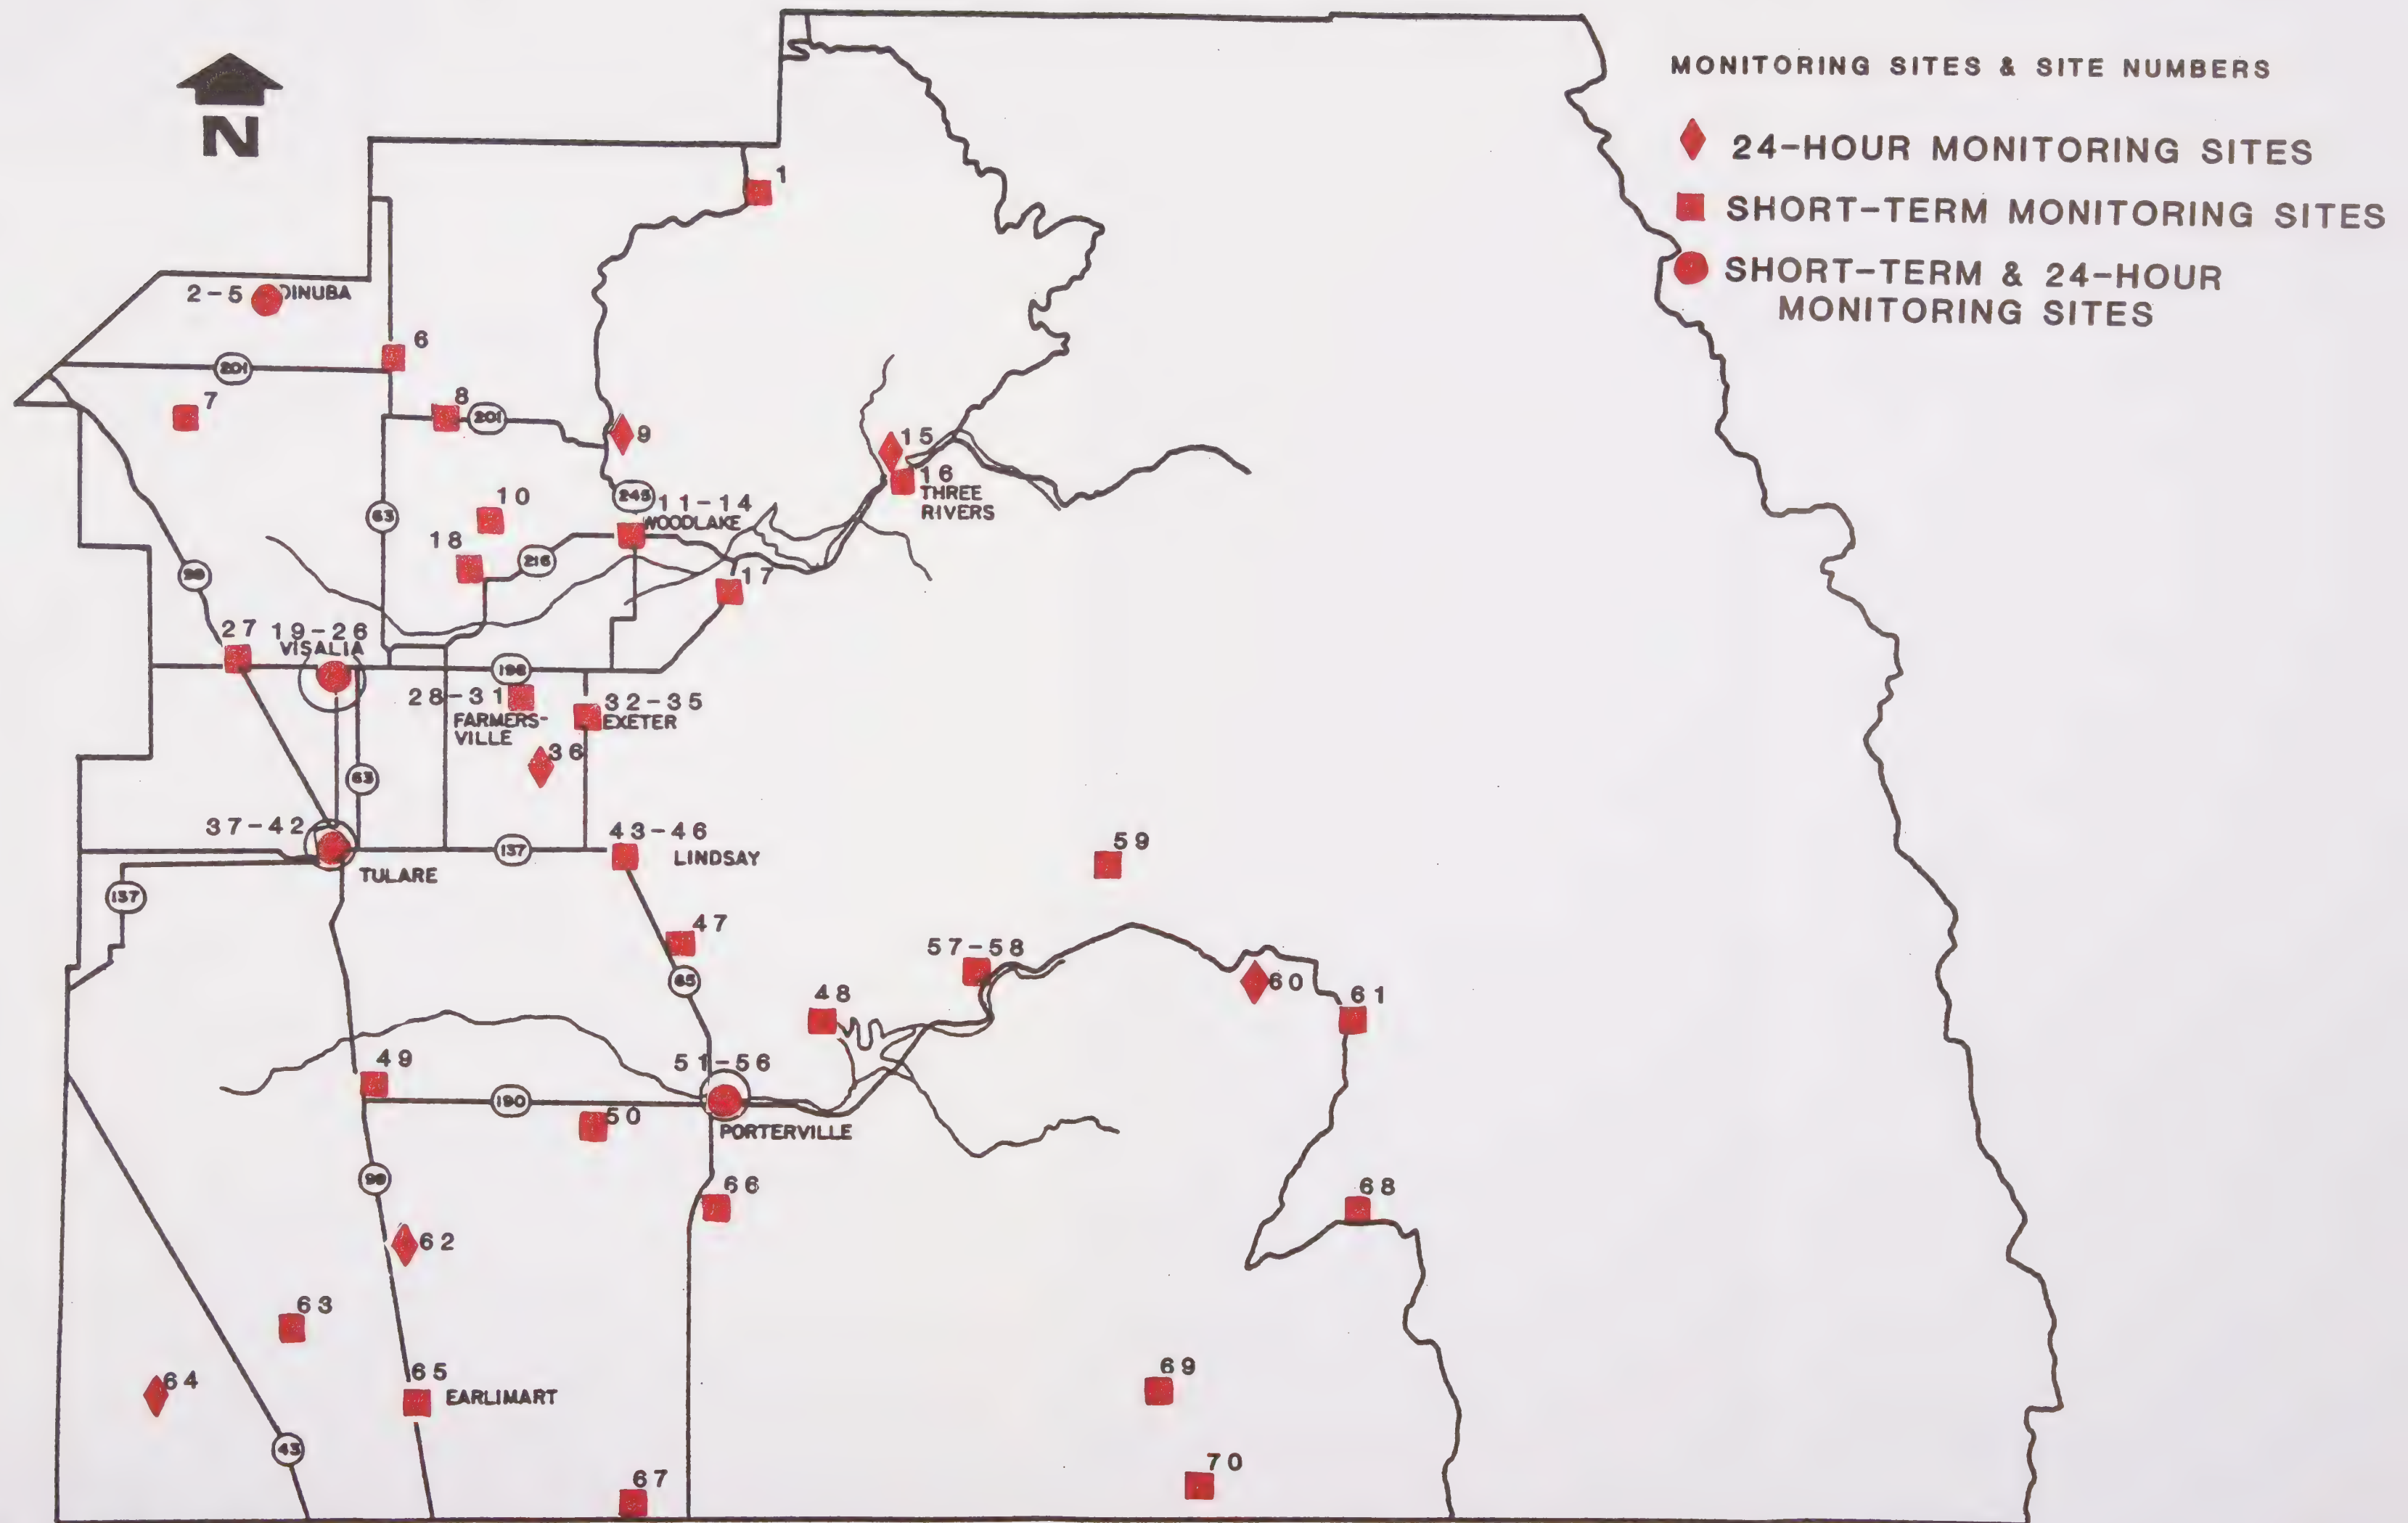 MONITORING SITES & SITE NUMBERS
24-HOUR MONITORING SITES
SHORT-TERM MONITORING SITES
SHORT-TERM & 24-HOUR
MONITORING SITES
N
1
2-5
DINUBA
6
201
7
8
201
9
15
16
THREE
RIVERS
10
245
11-14
WOODLAKE
63
18
216
99
17
27
19-26
VISALIA
198
28-31
FARMERS-
VILLE
32-35
EXETER
36
63
37-42
TULARE
137
43-46
LINDSAY
59
137
47
65
57-58
60
48
61
49
51-56
190
50
PORTERVILLE
99
66
68
62
63
64
65
EARLIMART
69
43
67
70